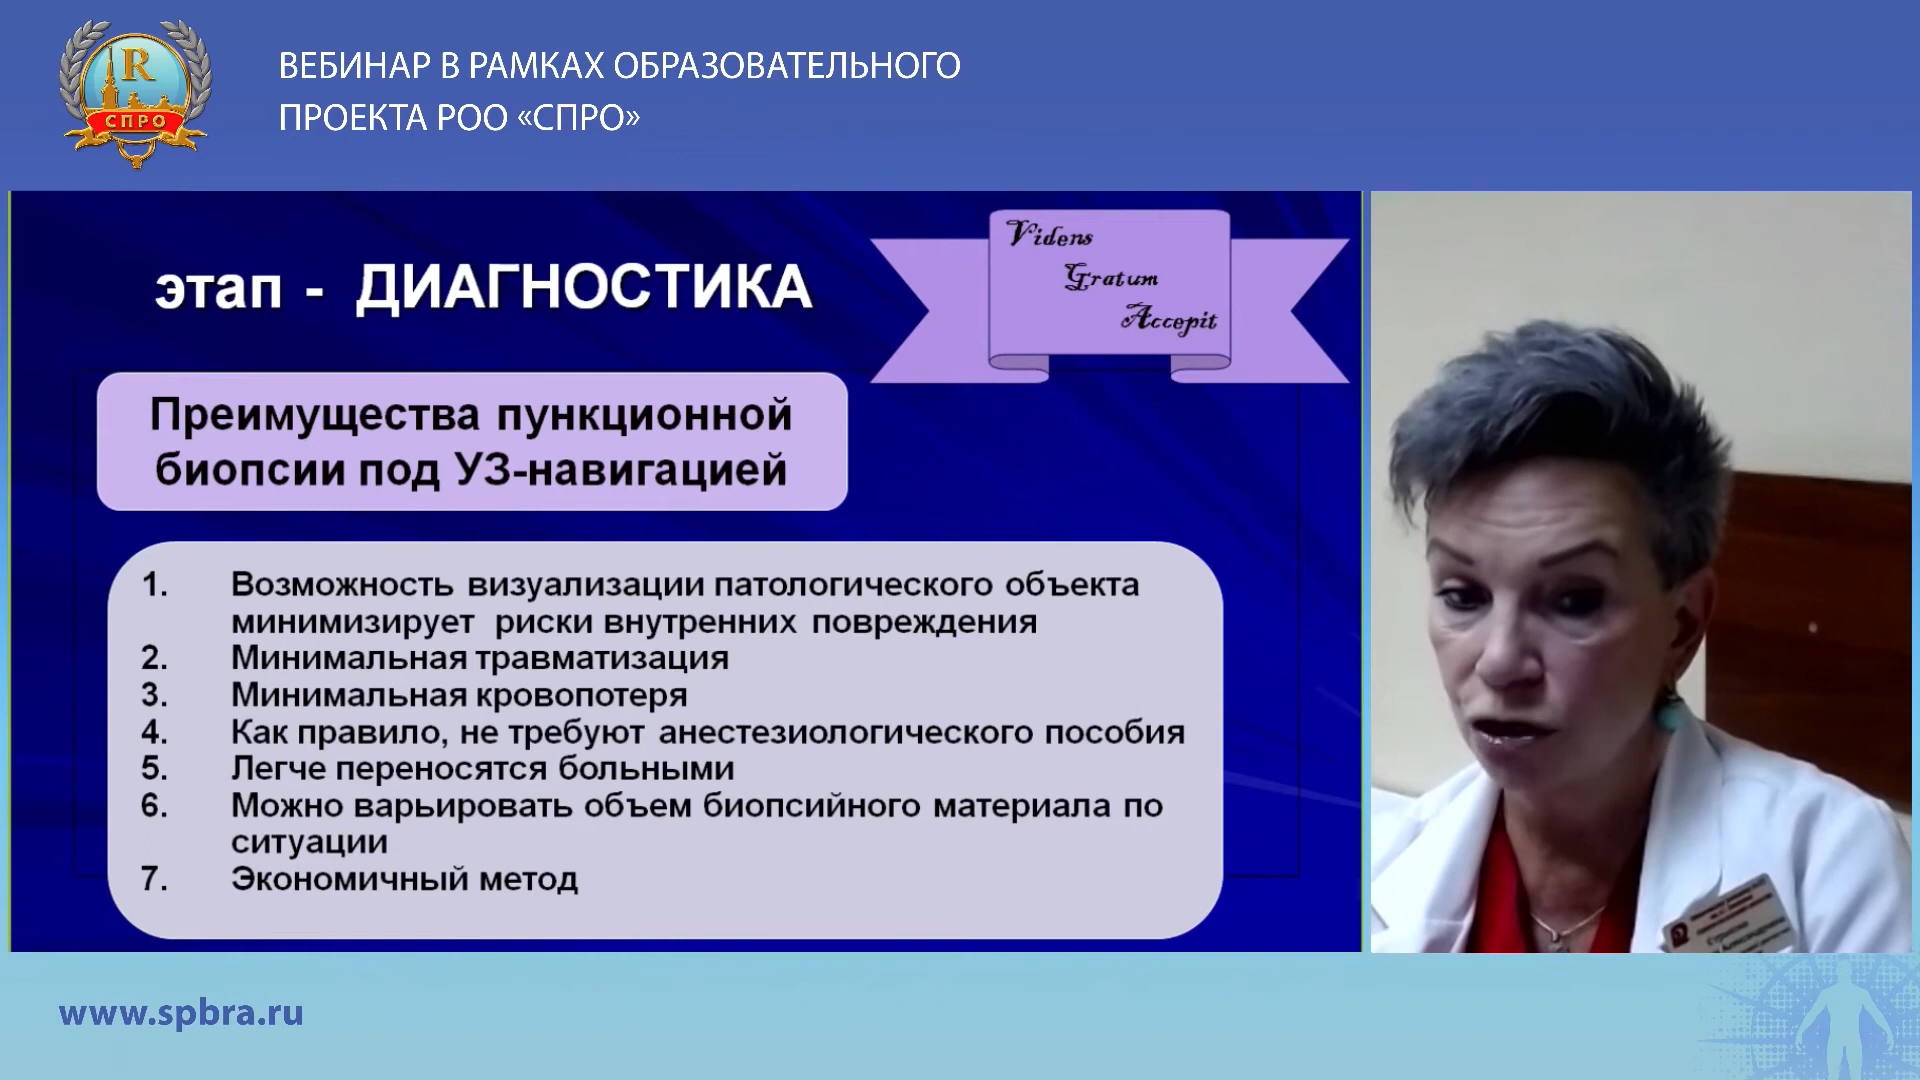 R
СПРО
ВЕБИНАР В РАМКАХ ОБРАЗОВАТЕЛЬНОГО
ПРОЕКТА РОО «СПРО»
этап - ДИАГНОСТИКА
Videns
Gratum
Accepit
Преимущества пункционной
биопсии под УЗ-навигацией
1. Возможность визуализации патологического объекта
минимизирует риски внутренних повреждения
2. Минимальная травматизация
3. Минимальная кровопотеря
4. Как правило, не требуют анестезиологического пособия
5. Легче переносятся больными
6. Можно варьировать объем биопсийного материала по
ситуации
7. Экономичный метод
www.spbra.ru